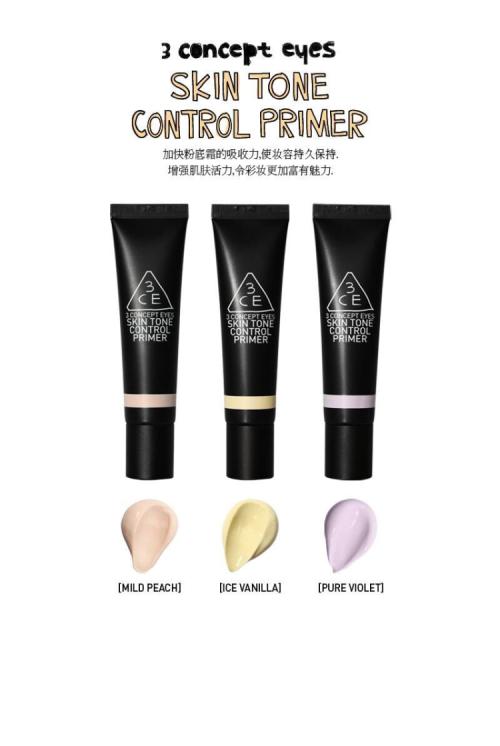 3 concept eyes
SKIN TONE
CONTROL PRIMER
加快粉底霜的吸收力,使妆容持久保持.
增强肌肤活力,令彩妆更加富有魅力.
3
CE
3 CONCEPT EYES
SKIN TONE
CONTROL
PRIMER
3
CE
3 CONCEPT EYES
SKIN TONE
CONTROL
PRIMER
3
CE
3 CONCEPT EYES
SKIN TONE
CONTROL
PRIMER
[MILD PEACH]
[ICE VANILLA]
[PURE VIOLET]